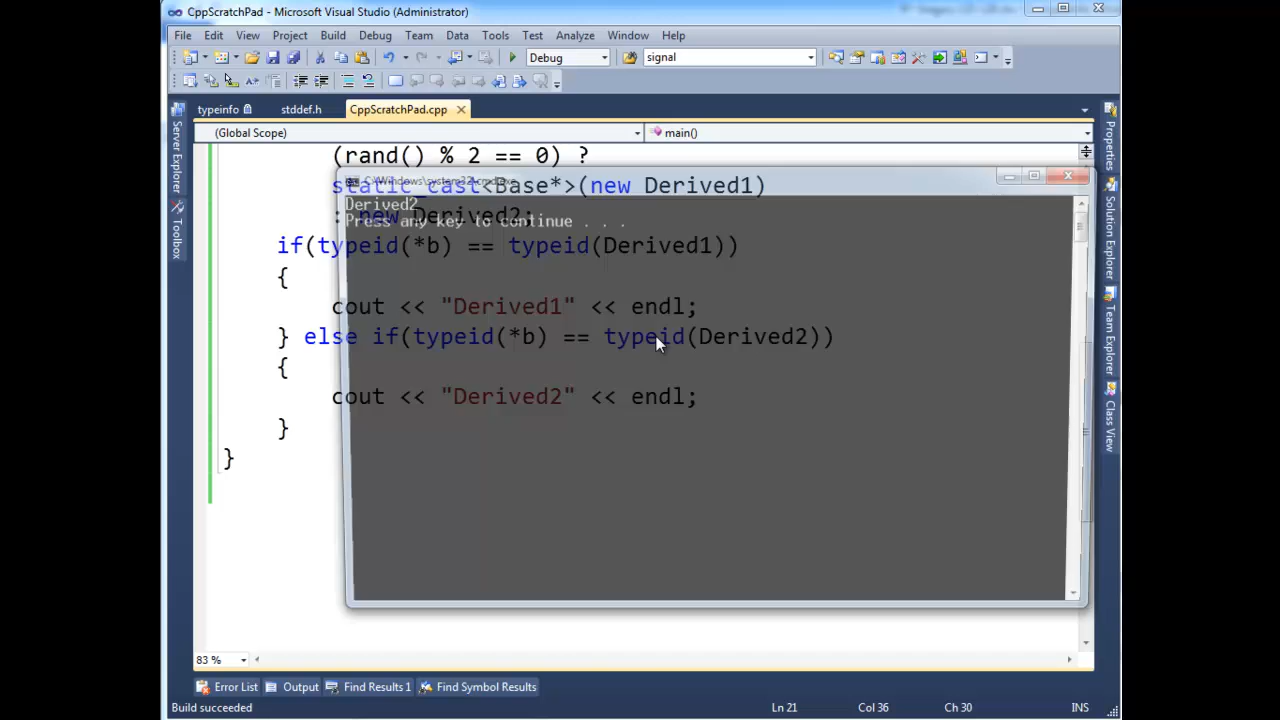 CppScratchPad - Microsoft Visual Studio (Administrator)
File Edit View Project Build Debug Team Data Tools Test Analyze Window Help
Debug signal
typeinfo stddef.h CppScratchPad.cpp
(Global Scope) main()
(rand() % 2 == 0) ?
C:\Windows\system32\cmd.exe
static_cast<Base*>(new Derived1)
Derived2
: new Derived2;
Press any key to continue . . .
if(typeid(*b) == typeid(Derived1))
{
cout << "Derived1" << endl;
} else if(typeid(*b) == typeid(Derived2))
{
cout << "Derived2" << endl;
}
}
Server Explorer
Toolbox
Properties
Solution Explorer
Team Explorer
Class View
83 %
Error List Output Find Results 1 Find Symbol Results
Build succeeded Ln 21 Col 36 Ch 30 INS